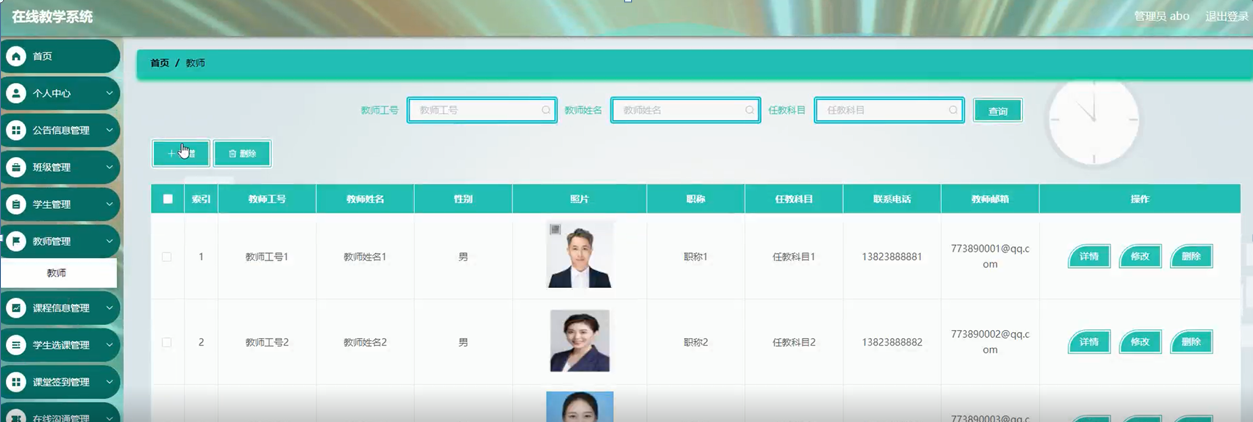 在线教学系统
管理员 abo 退出登录
首页
个人中心
公告信息管理
班级管理
学生管理
教师管理
教师
课程信息管理
学生选课管理
课堂签到管理
在线沟通管理
首页 / 教师
教师工号 教师工号 教师姓名 教师姓名 任教科目 任教科目 查询
删除
索引 教师工号 教师姓名 性别 照片 职称 任教科目 联系电话 教师邮箱 操作
1 教师工号1 教师姓名1 男 职称1 任教科目1 13823888881 773890001@qq.c
om 详情 修改 删除
2 教师工号2 教师姓名2 男 职称2 任教科目2 13823888882 773890002@qq.c
om 详情 修改 删除
773890003@qq.c